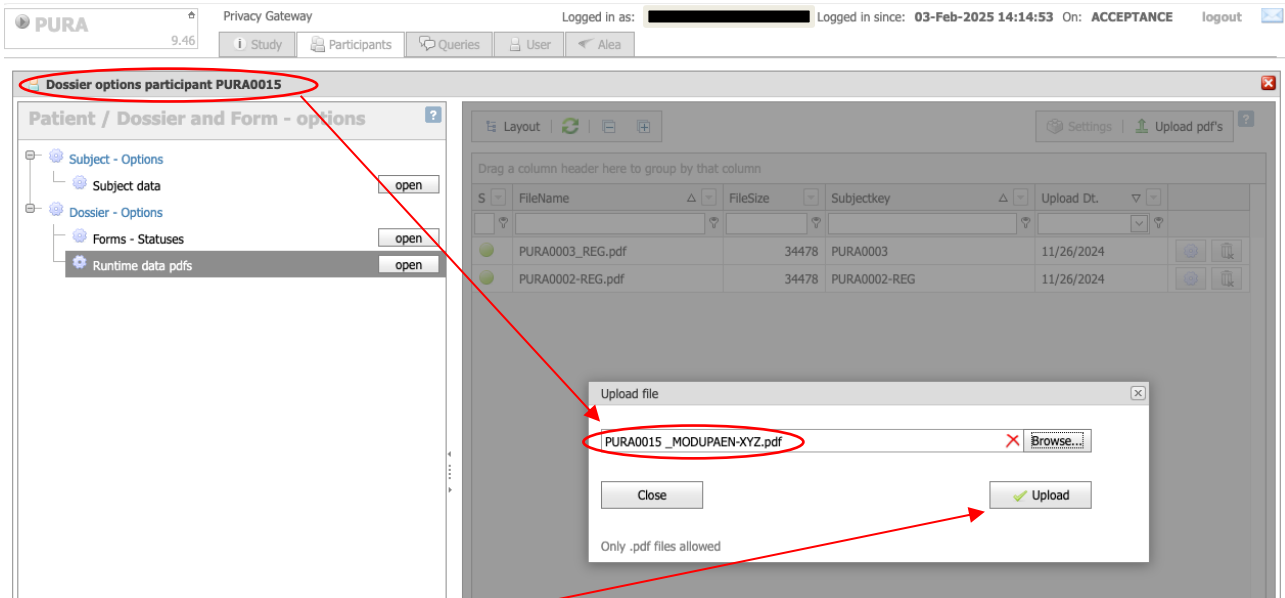 PURA
9.46
Privacy Gateway
Logged in as: Logged in since: 03-Feb-2025 14:14:53 On: ACCEPTANCE logout
Study Participants Queries User Alea
Dossier options participant PURA0015
Patient / Dossier and Form - options ?
Subject - Options
Subject data open
Dossier - Options
Forms - Statuses open
Runtime data pdfs open
Layout Settings Upload pdf's ?
Drag a column header here to group by that column
S FileName FileSize Subjectkey Upload Dt.
PURA0003_REG.pdf 34478 PURA0003 11/26/2024
PURA0002-REG.pdf 34478 PURA0002-REG 11/26/2024
Upload file
PURA0015 _MODUPAEN-XYZ.pdf Browse...
Close Upload
Only .pdf files allowed